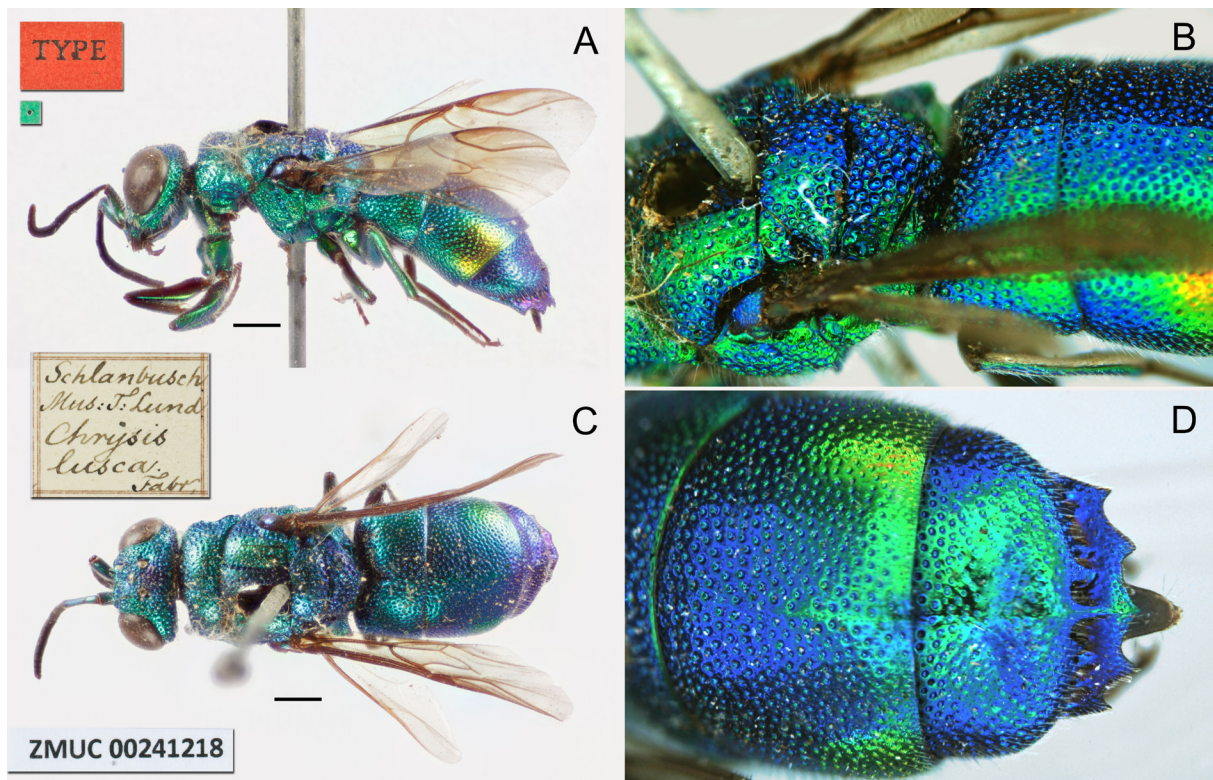 TYPE
A
B
Schlanbusch
Mus: T: Lund
Chrysis
lusca.
Fabr.
C
D
ZMUC 00241218